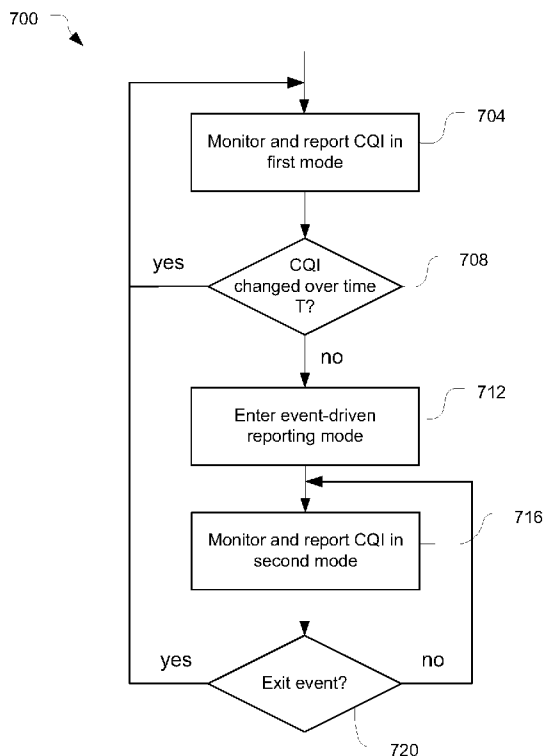 700
Monitor and report CQI in
first mode
704
yes
CQI
changed over time
T?
708
no
Enter event-driven
reporting mode
712
Monitor and report CQI in
second mode
716
yes
Exit event?
no
720